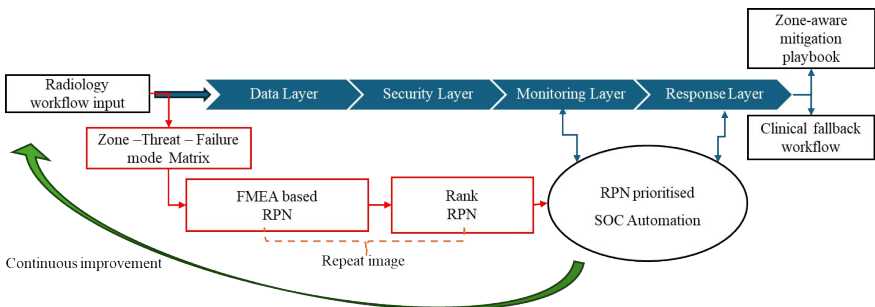 Zone-aware
mitigation
playbook
Radiology
workflow input
Data Layer
Security Layer
Monitoring Layer
Response Layer
Clinical fallback
workflow
Zone –Threat – Failure
mode Matrix
FMEA based
RPN
Rank
RPN
RPN prioritised
SOC Automation
Repeat image
Continuous improvement